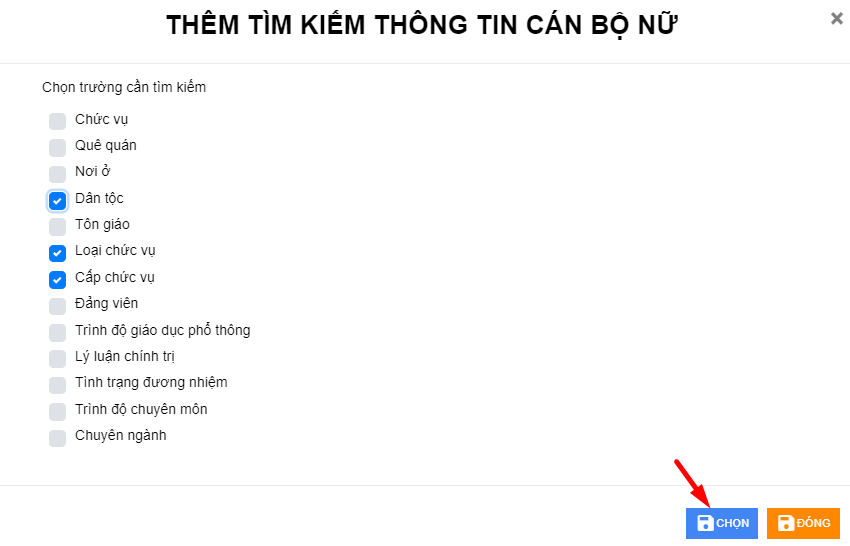 THÊM TÌM KIẾM THÔNG TIN CÁN BỘ NỮ
Chọn trường cần tìm kiếm
Chức vụ
Quê quán
Nơi ở
Dân tộc
Tôn giáo
Loại chức vụ
Cấp chức vụ
Đảng viên
Trình độ giáo dục phổ thông
Lý luận chính trị
Tình trạng đương nhiệm
Trình độ chuyên môn
Chuyên ngành
CHỌN ĐÓNG